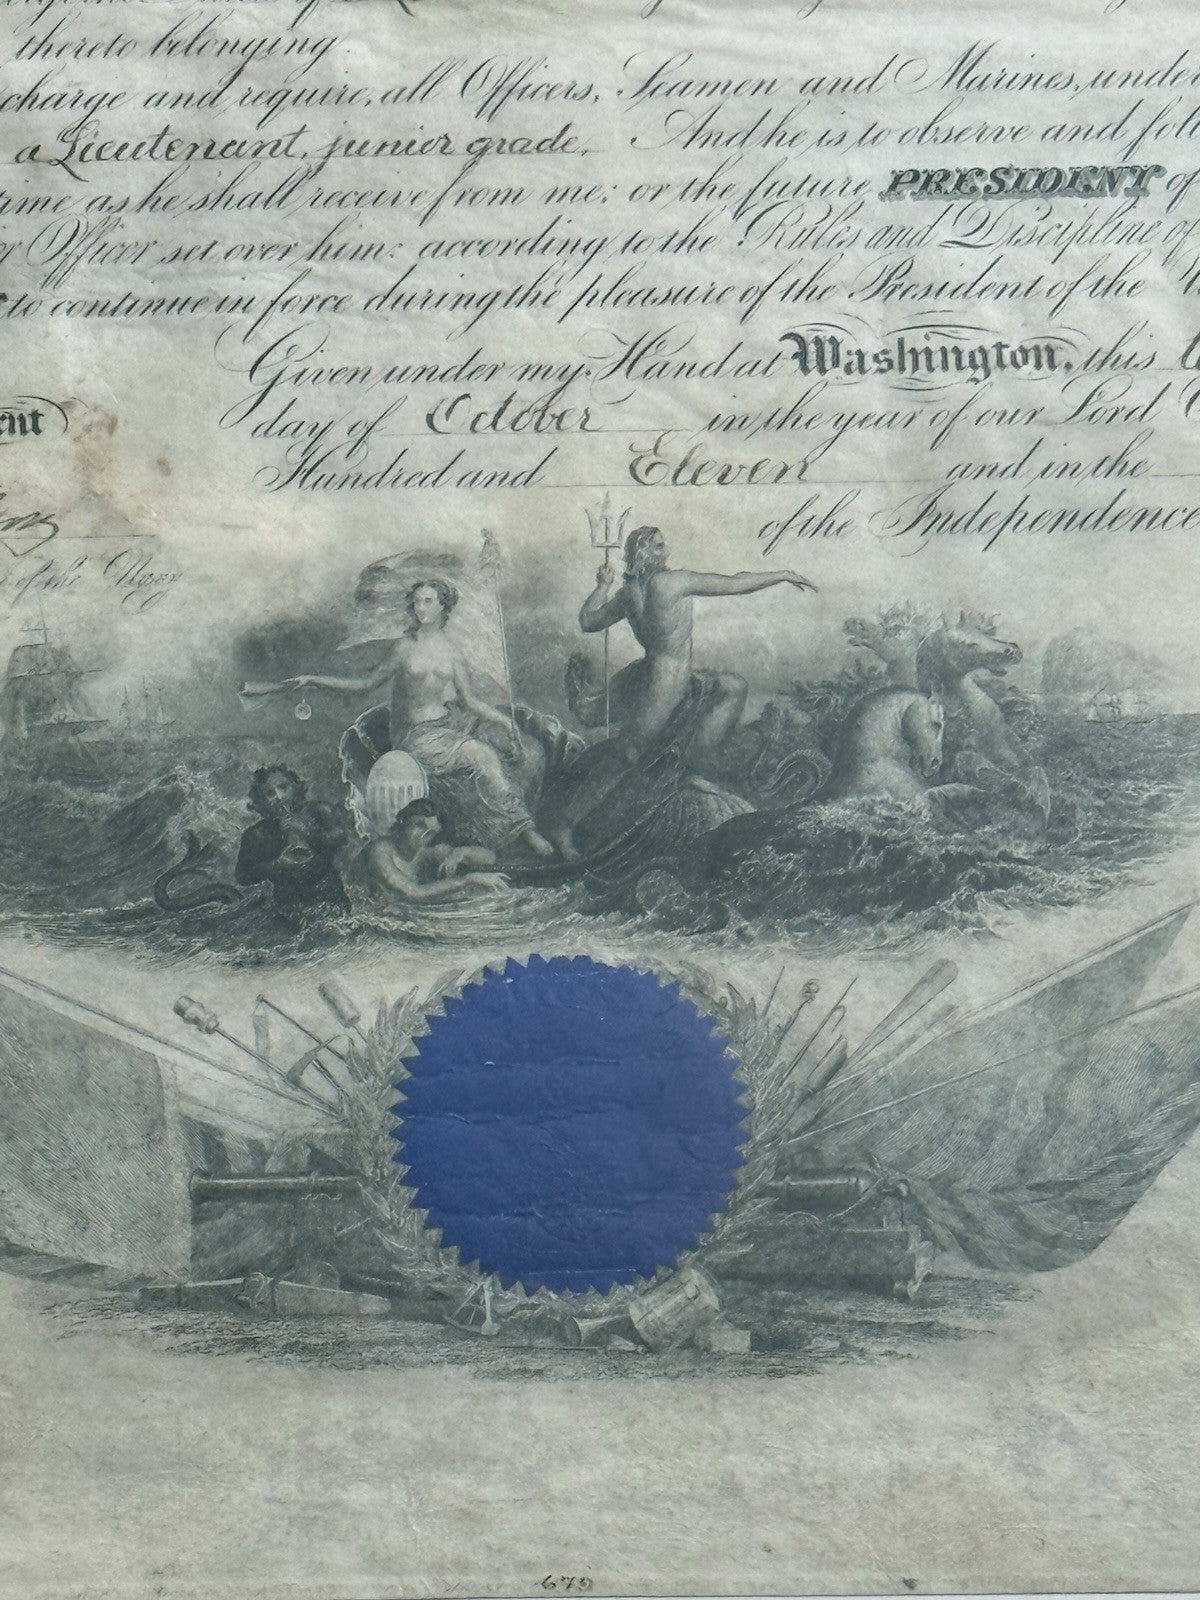 thereto belonging.
charge and require, all Officers, Seamen and Marines, under
a Lieutenant, junior grade. And he is to observe and
time as he shall receive from me: or the future PRESIDENT of
Officer set over him: according to the Rules and Discipline of
to continue in force during the pleasure of the President of the
Given under my Hand at Washington, this
day of October in the year of our Lord
Hundred and Eleven and in the
of the Independence
of the Navy
679